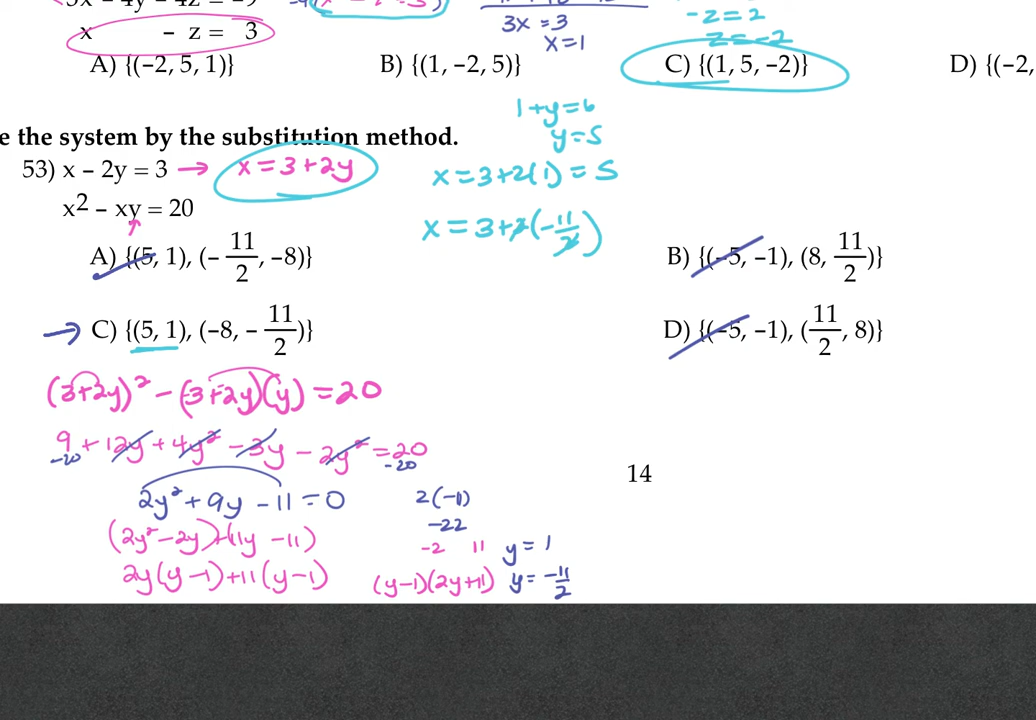 x - z = 3
3x = 3
x = 1
-z = 2
z = -2
A) {(-2, 5, 1)} B) {(1, -2, 5)} C) {(1, 5, -2)} D) {(-2,
1 + y = 6
y = 5
e the system by the substitution method.
53) x - 2y = 3 → x = 3 + 2y x = 3 + 2(1) = 5
x² - xy = 20
x = 3 + 2(-11/2)
A) {(5, 1), (-11/2, -8)} B) {(-5, -1), (8, 11/2)}
→ C) {(5, 1), (-8, -11/2)} D) {(-5, -1), (11/2, 8)}
(3+2y)² - (3+2y)(y) = 20
9 + 12y + 4y² - 3y - 2y² = 20
-20 -20
14
2y² + 9y - 11 = 0 2(-11)
-22
(2y² - 2y) + (11y - 11) -2 11 y = 1
2y(y-1) + 11(y-1) (y-1)(2y+11) y = -11/2